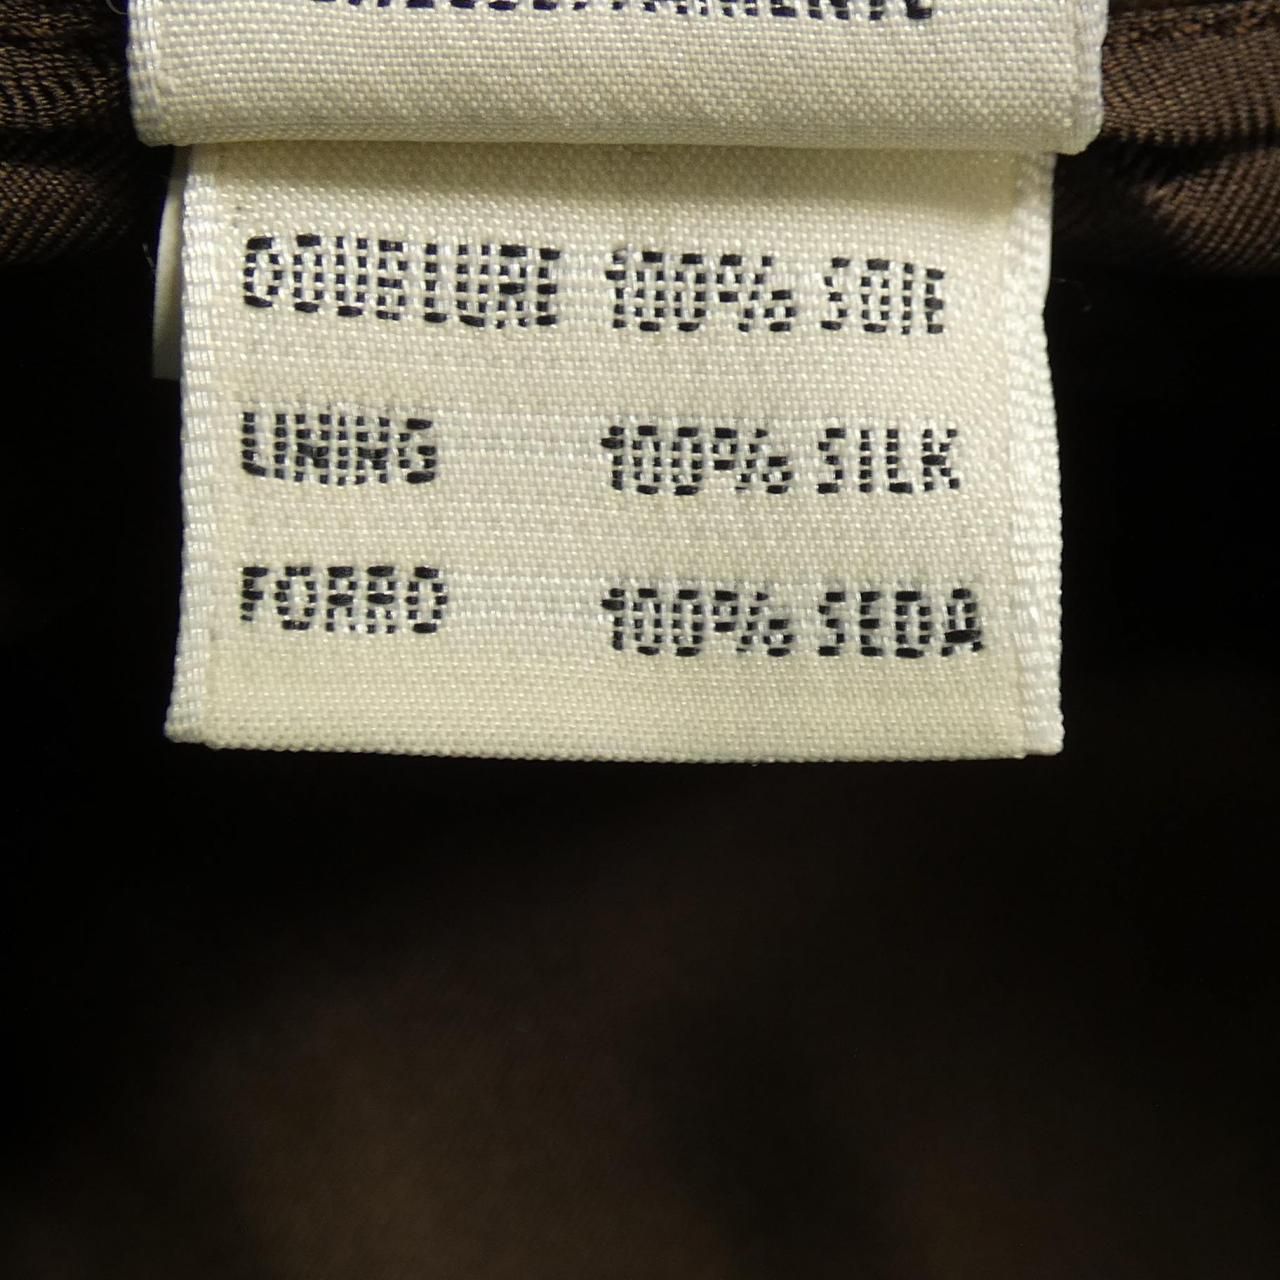 DOUBLURE 100% SOIE
LINING 100% SILK
FORRO 100% SEDA